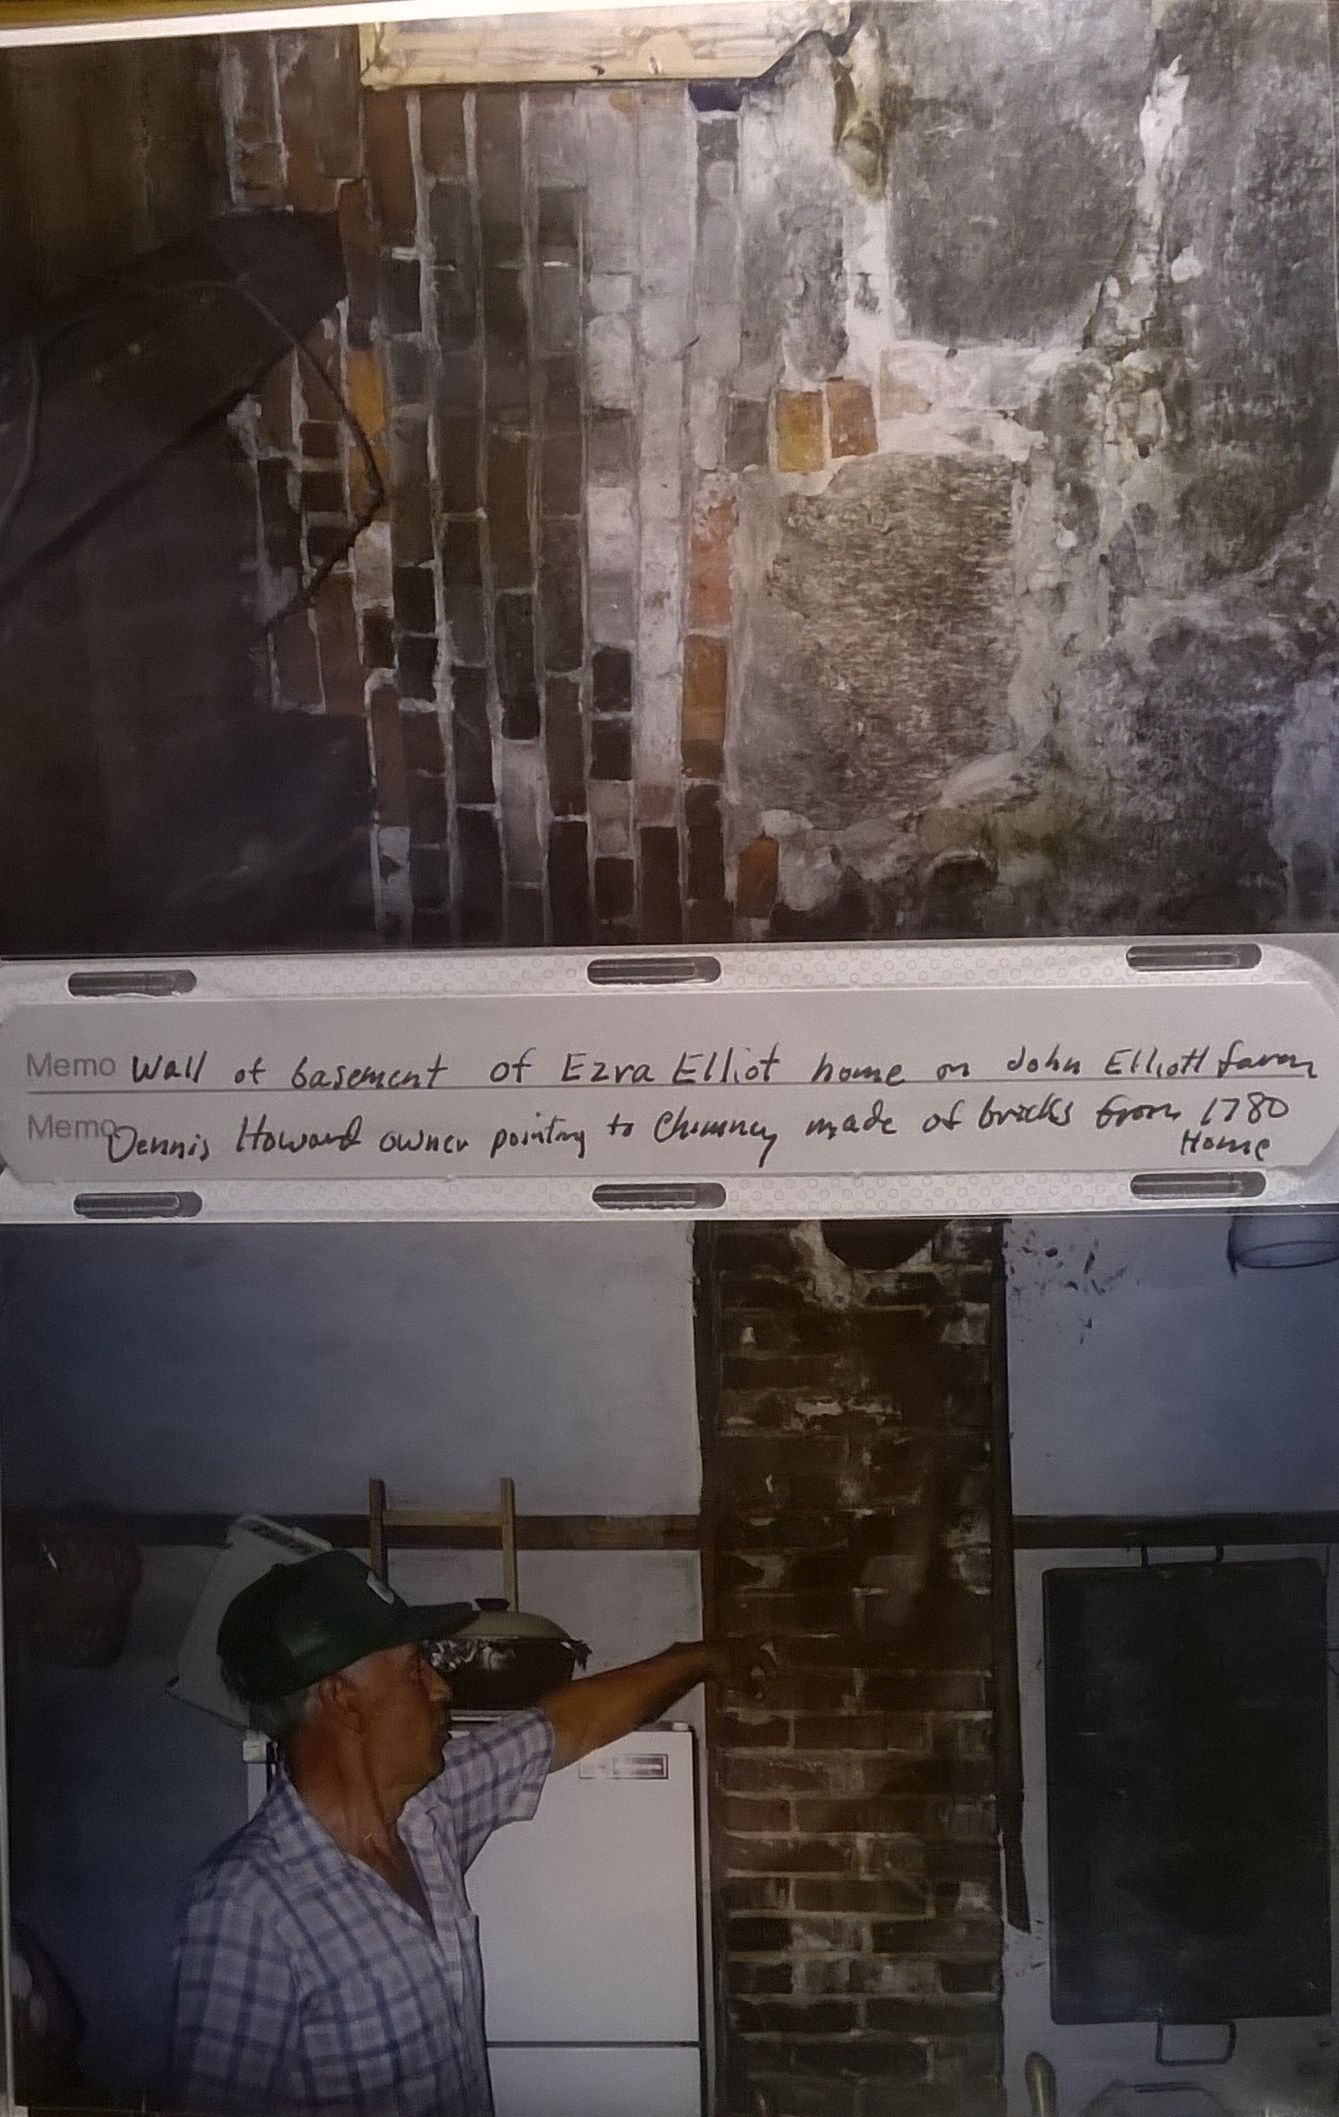 Memo Wall of basement of Ezra Elliot home on John Elliott farm
Memo Dennis Howard owner pointing to Chimney made of bricks from 1780
Home